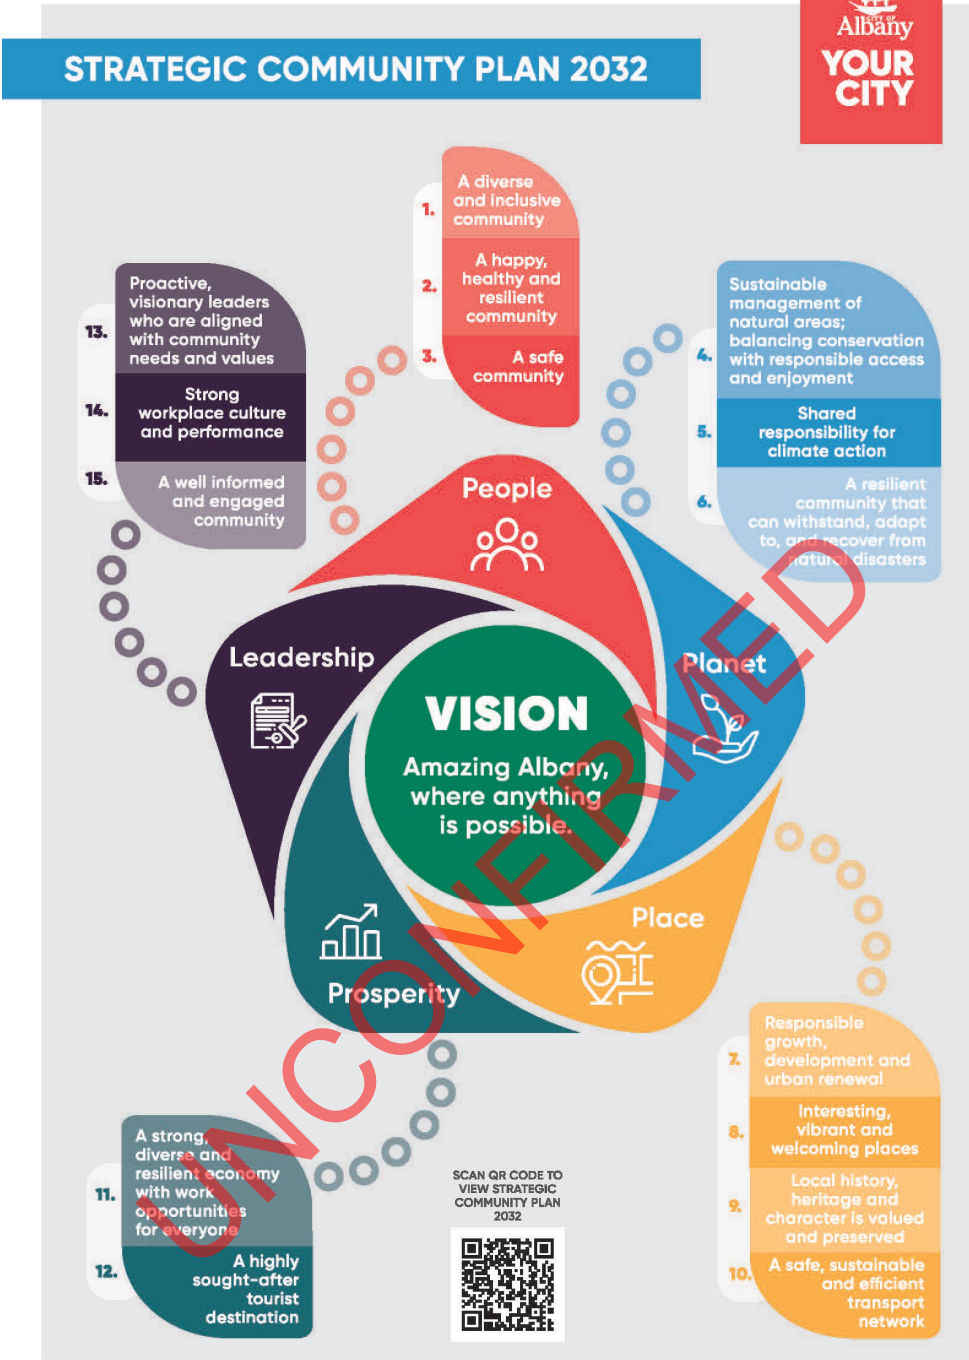 CITY OF
Albany
YOUR
CITY
STRATEGIC COMMUNITY PLAN 2032
1.
A diverse
and inclusive
community
2.
A happy,
healthy and
resilient
community
3.
A safe
community
13.
Proactive,
visionary leaders
who are aligned
with community
needs and values
14.
Strong
workplace culture
and performance
15.
A well informed
and engaged
community
4.
Sustainable
management of
natural areas;
balancing conservation
with responsible access
and enjoyment
5.
Shared
responsibility for
climate action
6.
A resilient
community that
can withstand, adapt
to, and recover from
natural disasters
People
Leadership
Planet
VISION
Amazing Albany,
where anything
is possible.
Place
Prosperity
UNCONFIRMED
7.
Responsible
growth,
development and
urban renewal
8.
Interesting,
vibrant and
welcoming places
9.
Local history,
heritage and
character is valued
and preserved
10.
A safe, sustainable
and efficient
transport
network
11.
A strong,
diverse and
resilient economy
with work
opportunities
for everyone
12.
A highly
sought-after
tourist
destination
SCAN QR CODE TO
VIEW STRATEGIC
COMMUNITY PLAN
2032